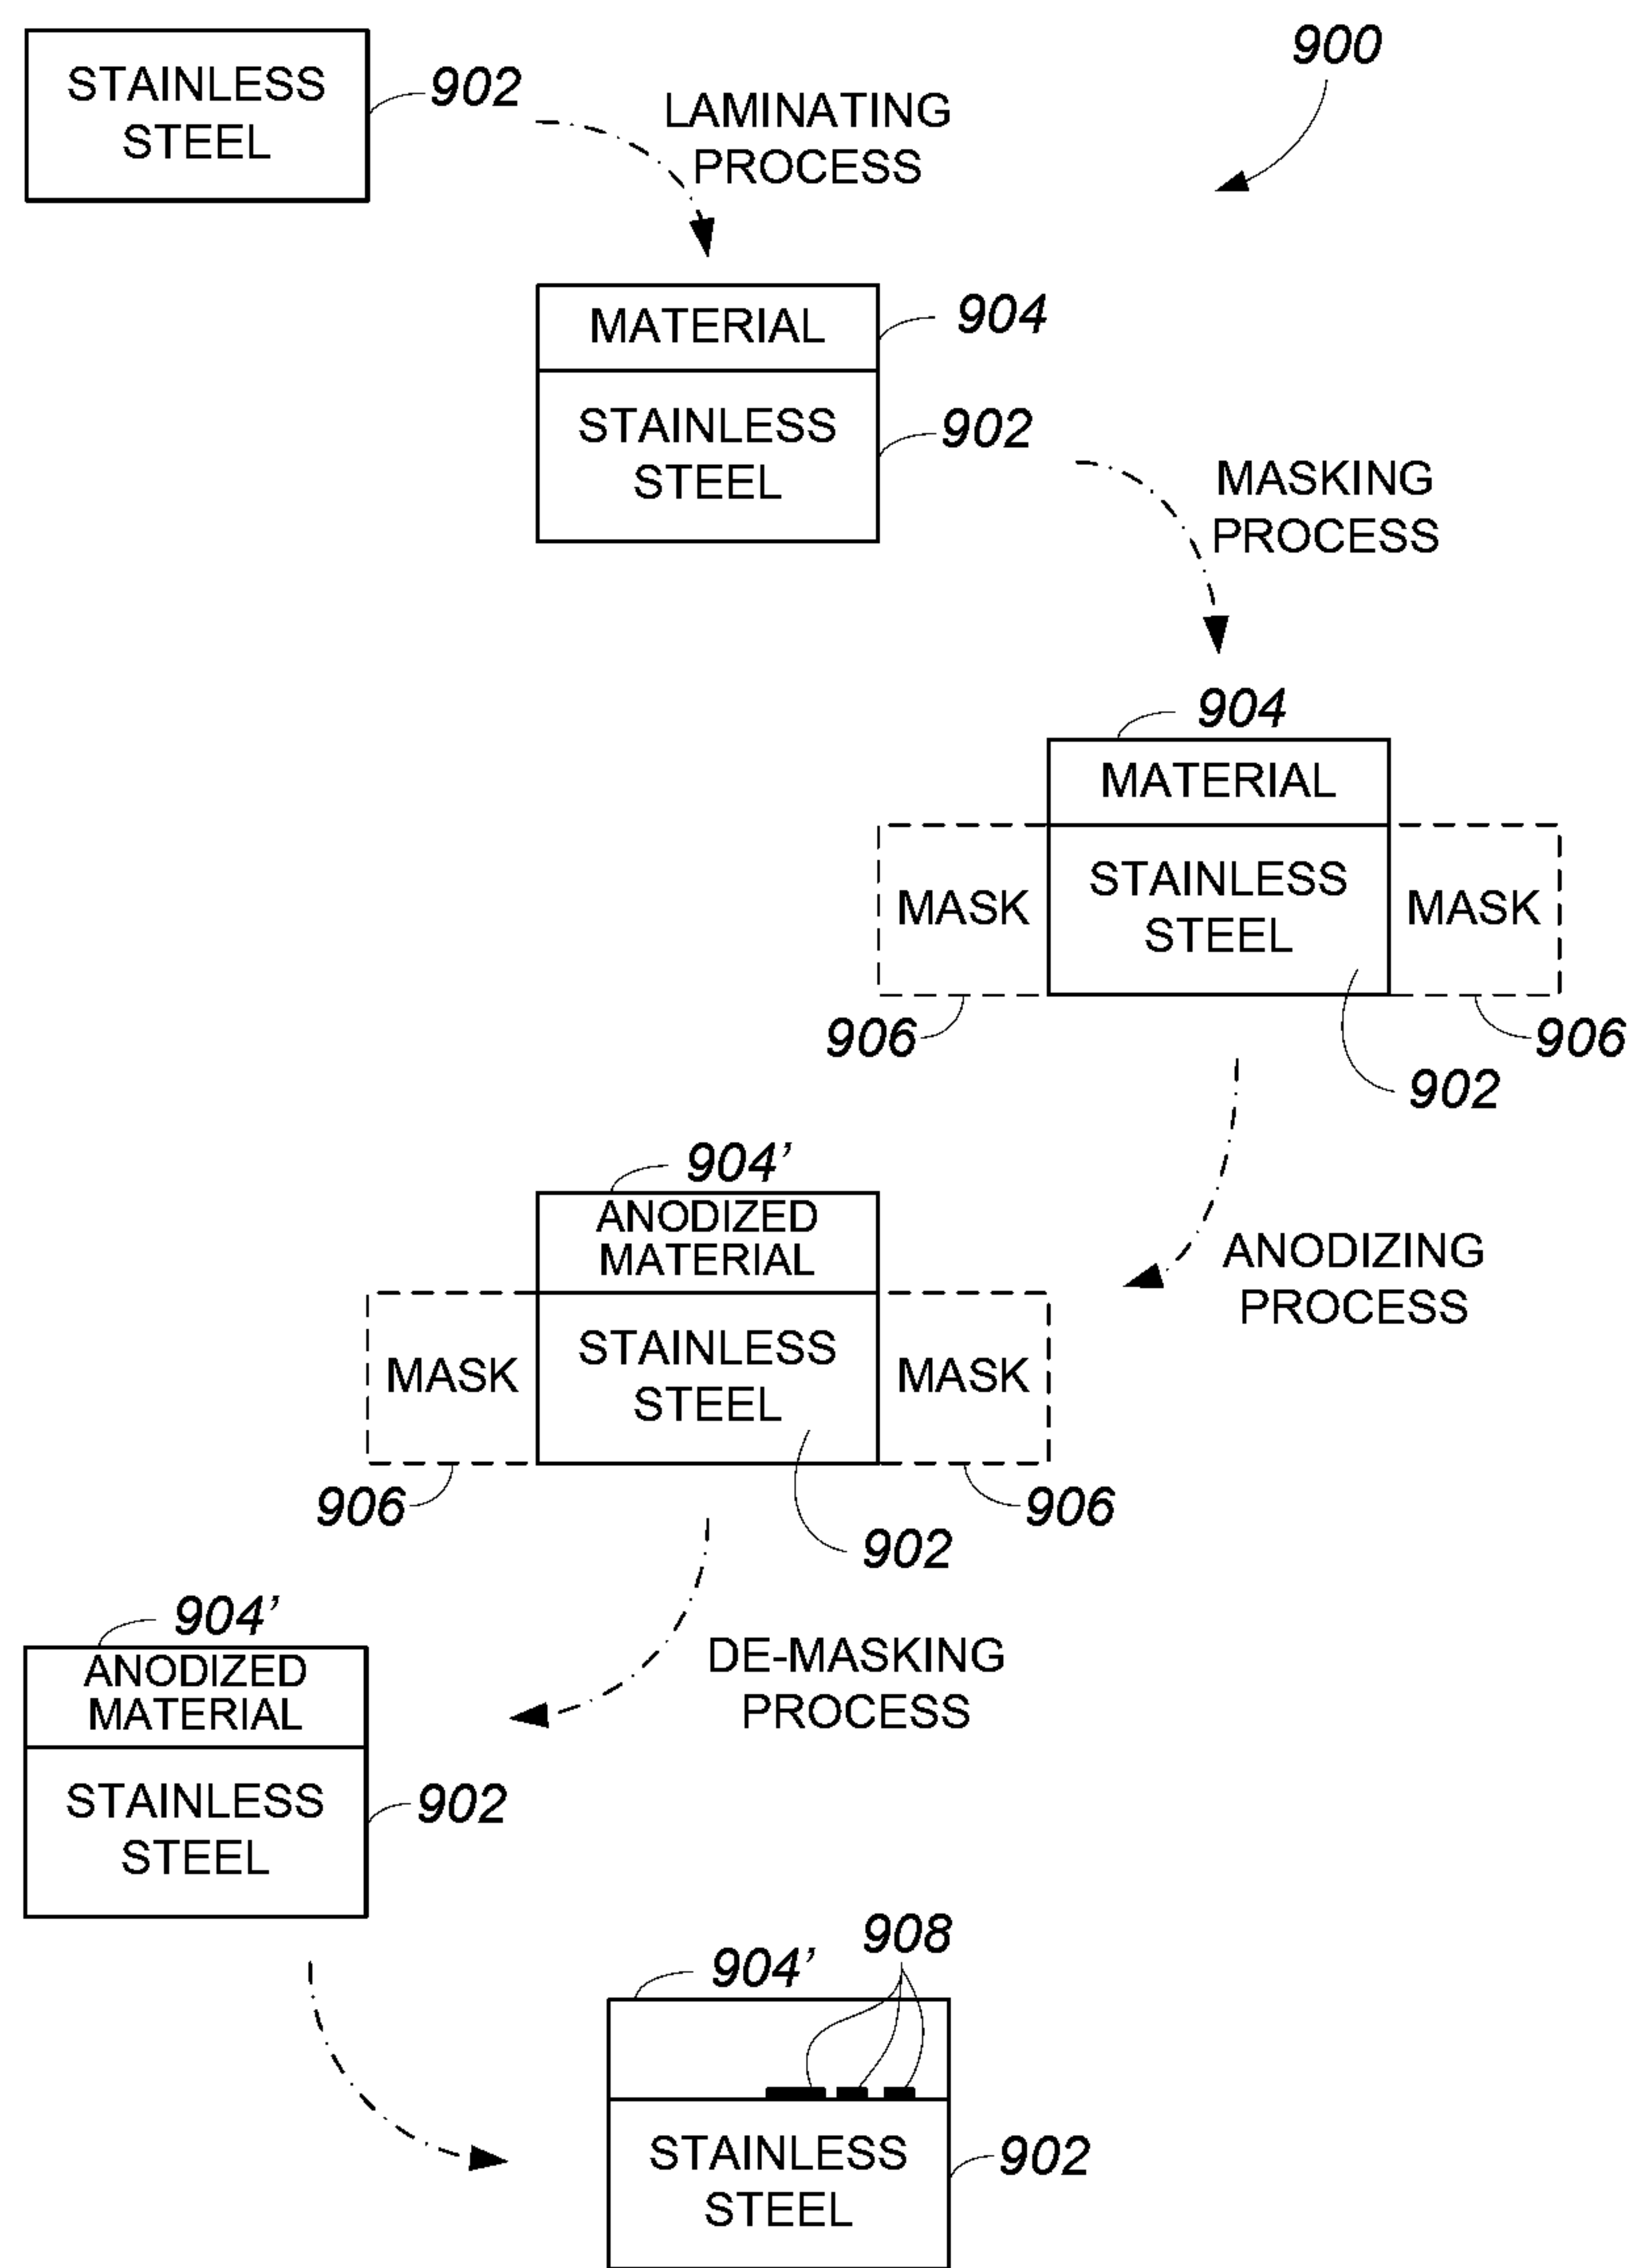 STAINLESS
STEEL
902
LAMINATING
PROCESS
900
MATERIAL
904
STAINLESS
STEEL
902
MASKING
PROCESS
904
MATERIAL
MASK
STAINLESS
STEEL
MASK
906
906
902
904’
ANODIZED
MATERIAL
ANODIZING
PROCESS
MASK
STAINLESS
STEEL
MASK
906
906
902
904’
ANODIZED
MATERIAL
DE-MASKING
PROCESS
STAINLESS
STEEL
902
908
904’
STAINLESS
STEEL
902